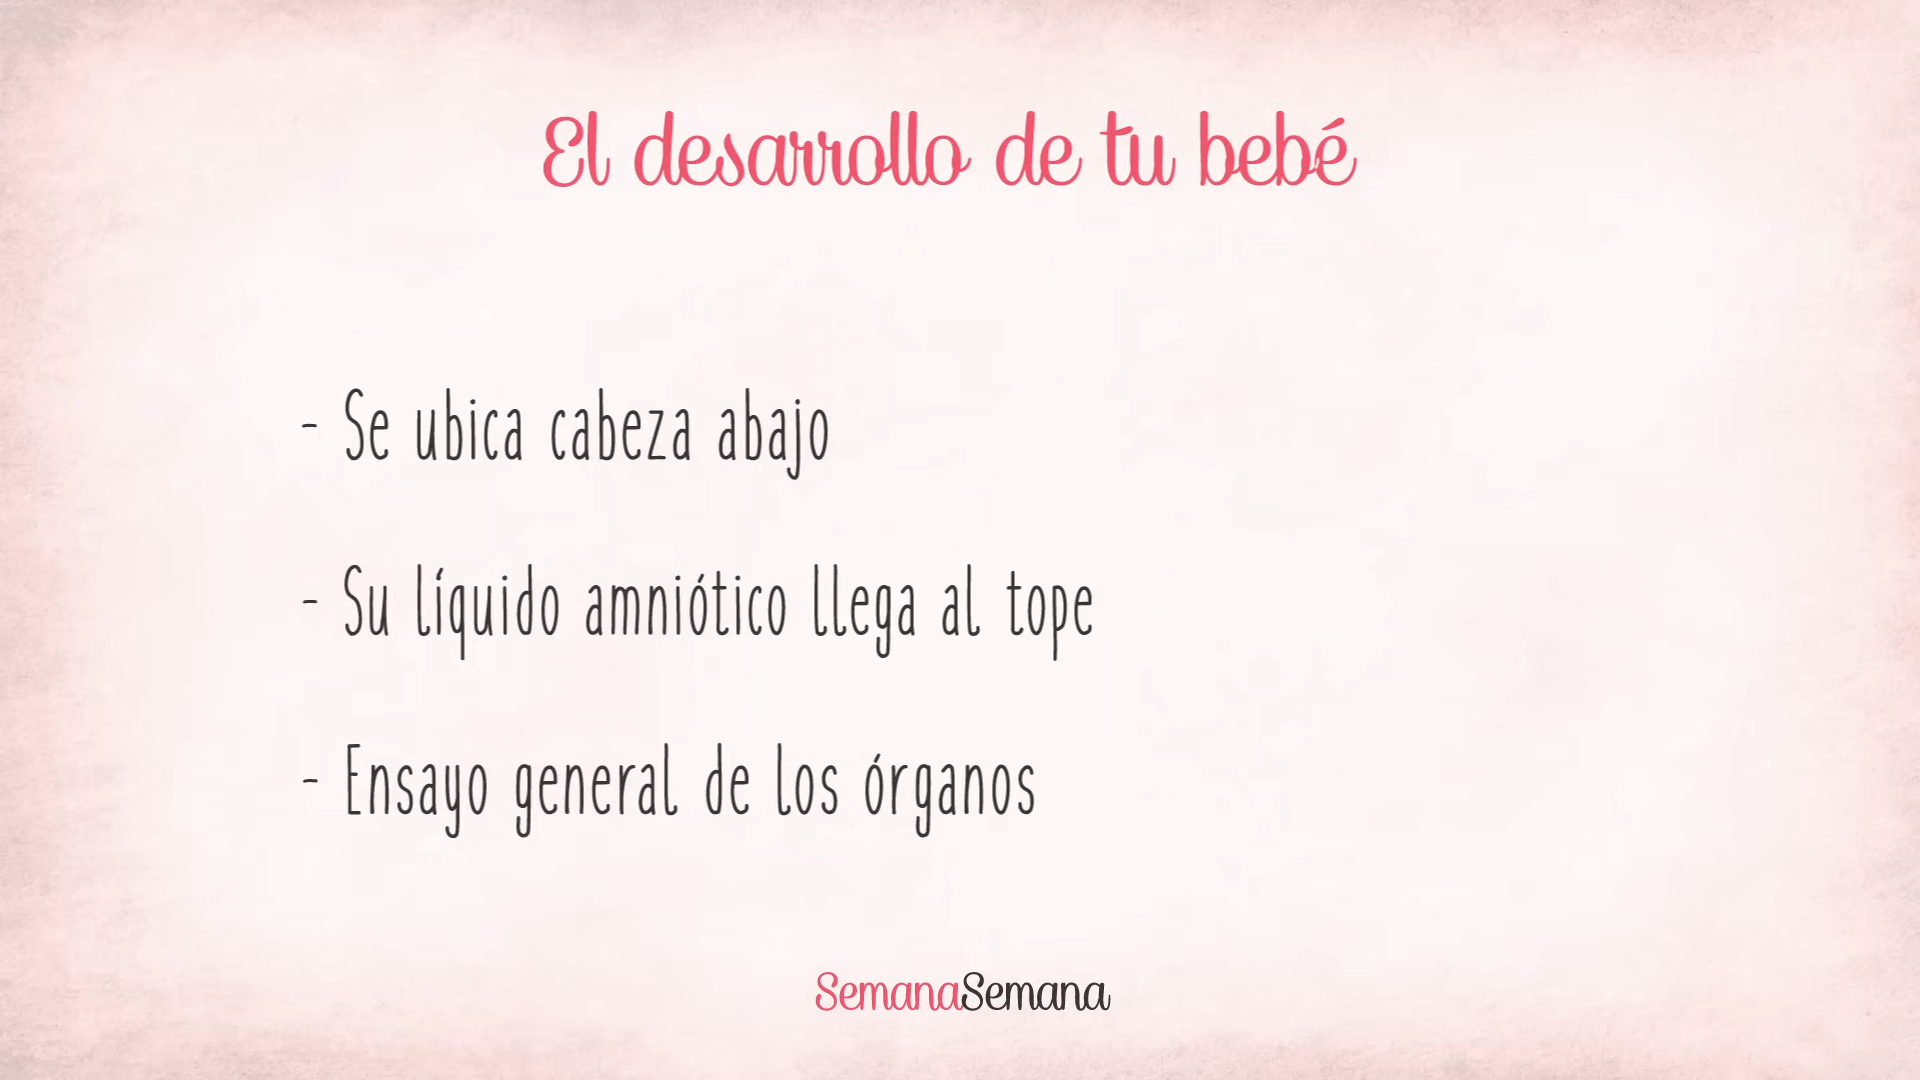 El desarrollo de tu bebé
- Se ubica cabeza abajo
- Su líquido amniótico llega al tope
- Ensayo general de los órganos
SemanaSemana